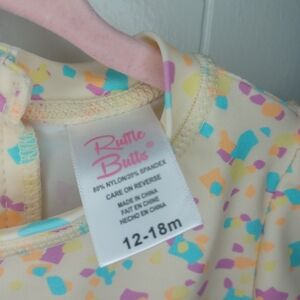 Ruffle
Butts®
80% NYLON/20% SPANDEX
CARE ON REVERSE
MADE IN CHINA
FAIT EN CHINE
HECHO EN CHINA
12-18m